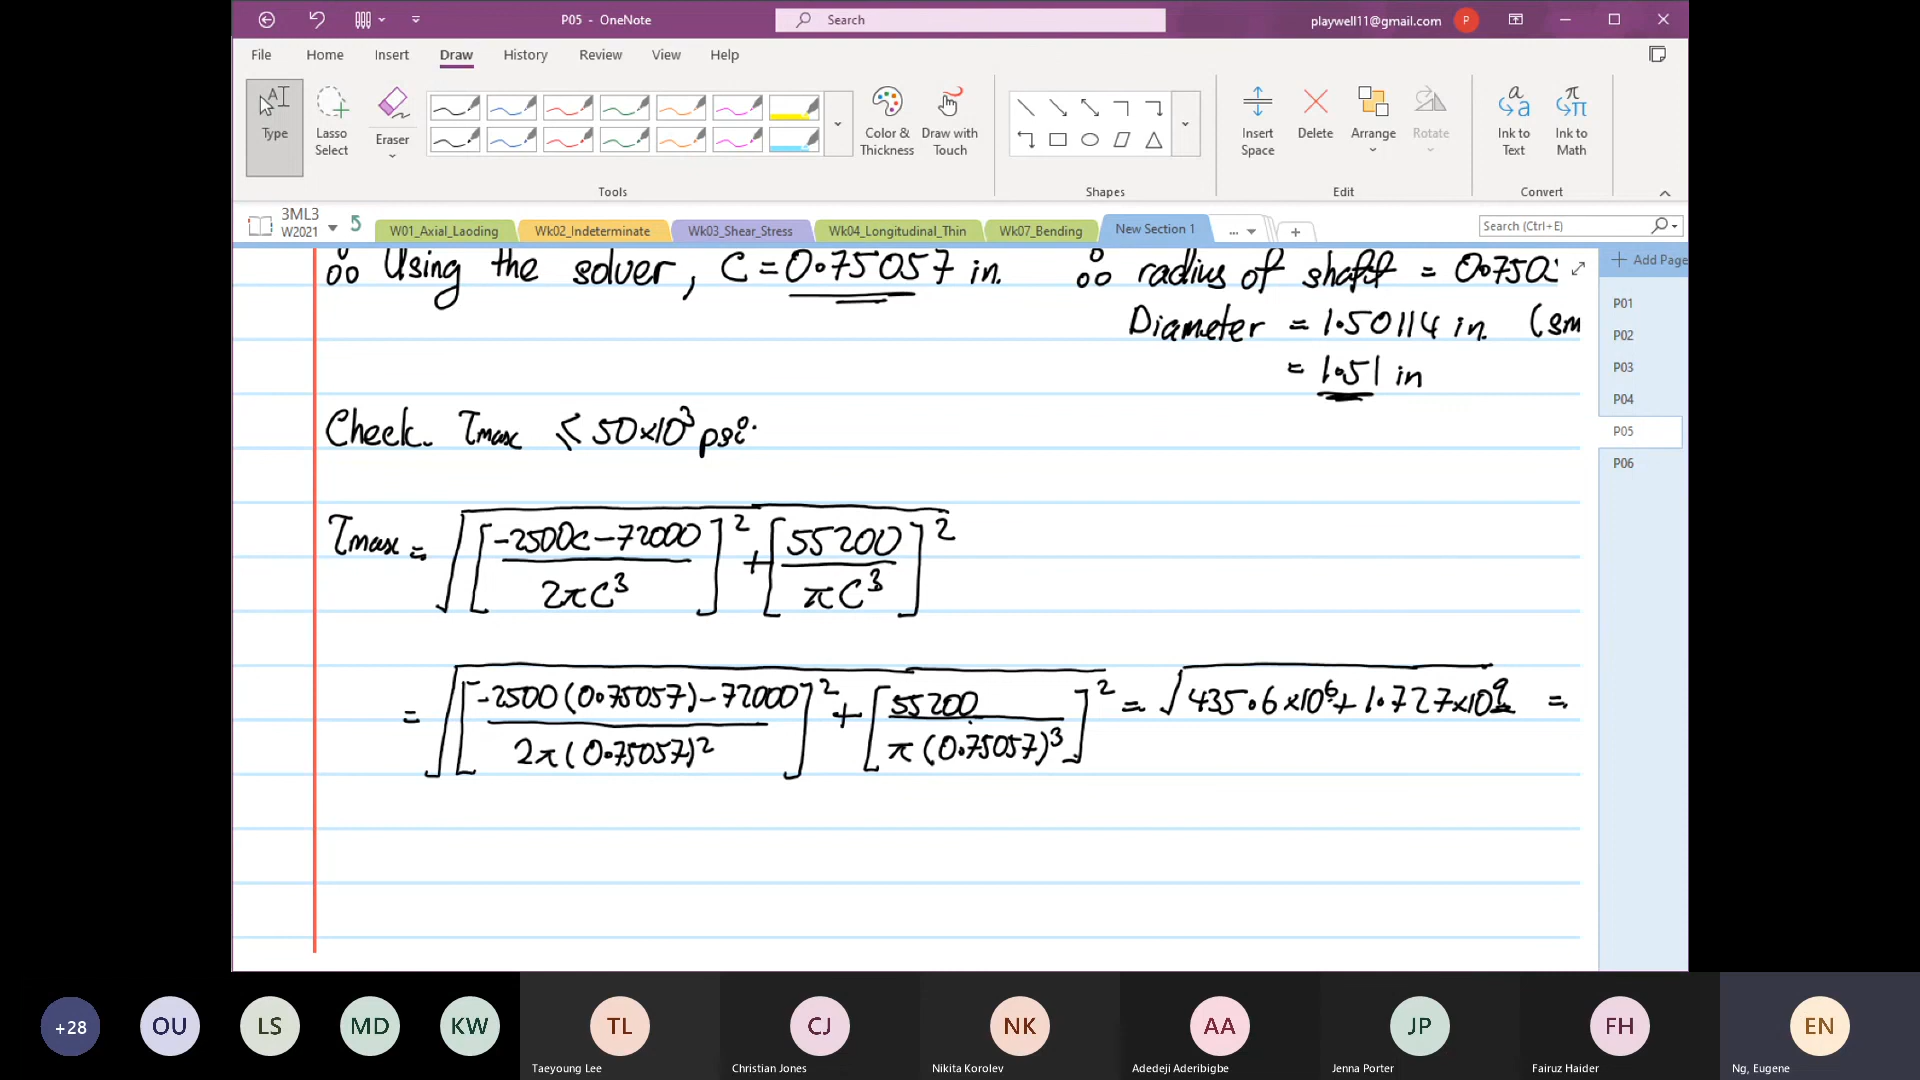 P05 - OneNote
Search
playwell11@gmail.com
P
File Home Insert Draw History Review View Help
Type
Lasso Select
Eraser
Color & Thickness
Draw with Touch
Insert Space
Delete
Arrange
Rotate
Ink to Text
Ink to Math
Tools
Shapes
Edit
Convert
3ML3 W2021
W01_Axial_Laoding
Wk02_Indeterminate
Wk03_Shear_Stress
Wk04_Longitudinal_Thin
Wk07_Bending
New Section 1
...
Search (Ctrl+E)
Add Page
P01
P02
P03
P04
P05
P06
∴ Using the solver, C = 0.75057 in. ∴ radius of shaft = 0.750
Diameter = 1.50114 in. (sm
= 1.51 in
Check. τmax ≤ 50×10³ psi.
τmax = √([(-2500C - 72000)/(2πC³)]² + [55200/(πC³)]²)
= √([(-2500(0.75057) - 72000)/(2π(0.75057)²)]² + [55200/(π(0.75057)³)]²) = √(435.6×10⁶ + 1.727×10⁹) =
+28
OU
LS
MD
KW
TL
Taeyoung Lee
CJ
Christian Jones
NK
Nikita Korolev
AA
Adedeji Aderibigbe
JP
Jenna Porter
FH
Fairuz Haider
EN
Ng, Eugene